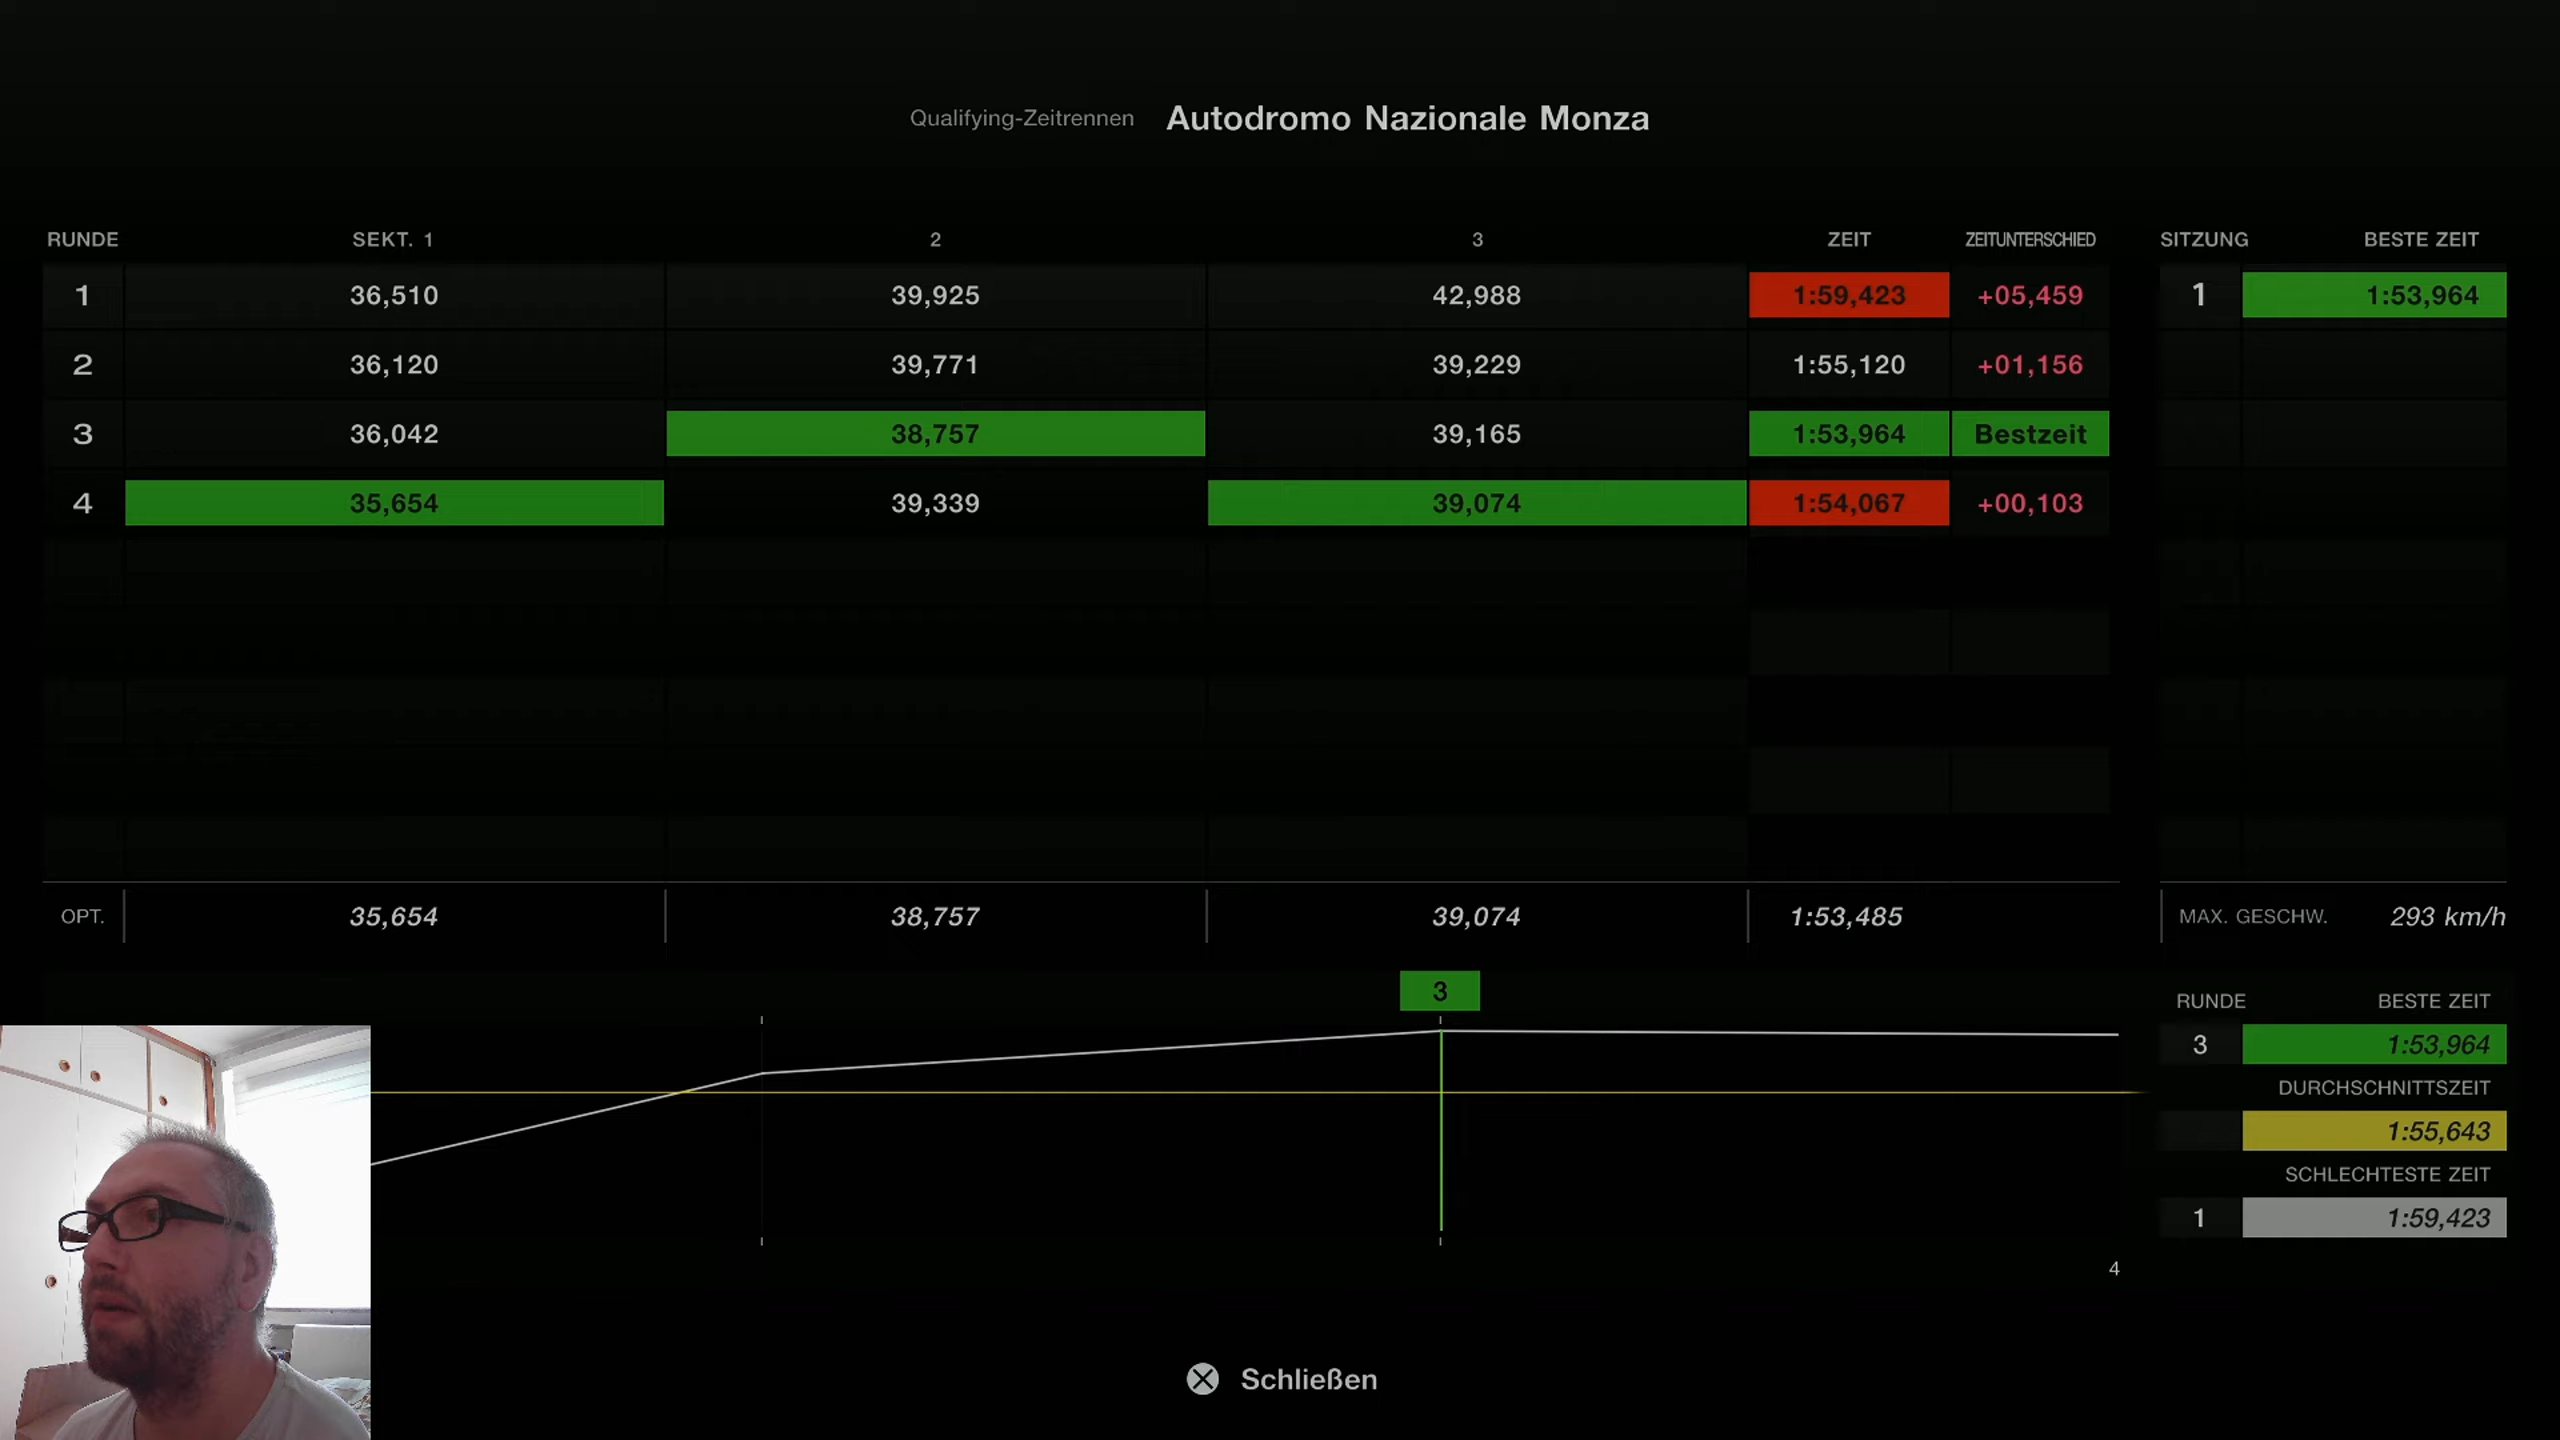 Qualifying-Zeitrennen Autodromo Nazionale Monza
RUNDE SEKT. 1 2 3 ZEIT ZEITUNTERSCHIED SITZUNG BESTE ZEIT
1 36,510 39,925 42,988 1:59,423 +05,459 1 1:53,964
2 36,120 39,771 39,229 1:55,120 +01,156
3 36,042 38,757 39,165 1:53,964 Bestzeit
4 35,654 39,339 39,074 1:54,067 +00,103
OPT. 35,654 38,757 39,074 1:53,485 MAX. GESCHW. 293 km/h
3
RUNDE BESTE ZEIT
3 1:53,964
DURCHSCHNITTSZEIT
1:55,643
SCHLECHTESTE ZEIT
1 1:59,423
4
Schließen